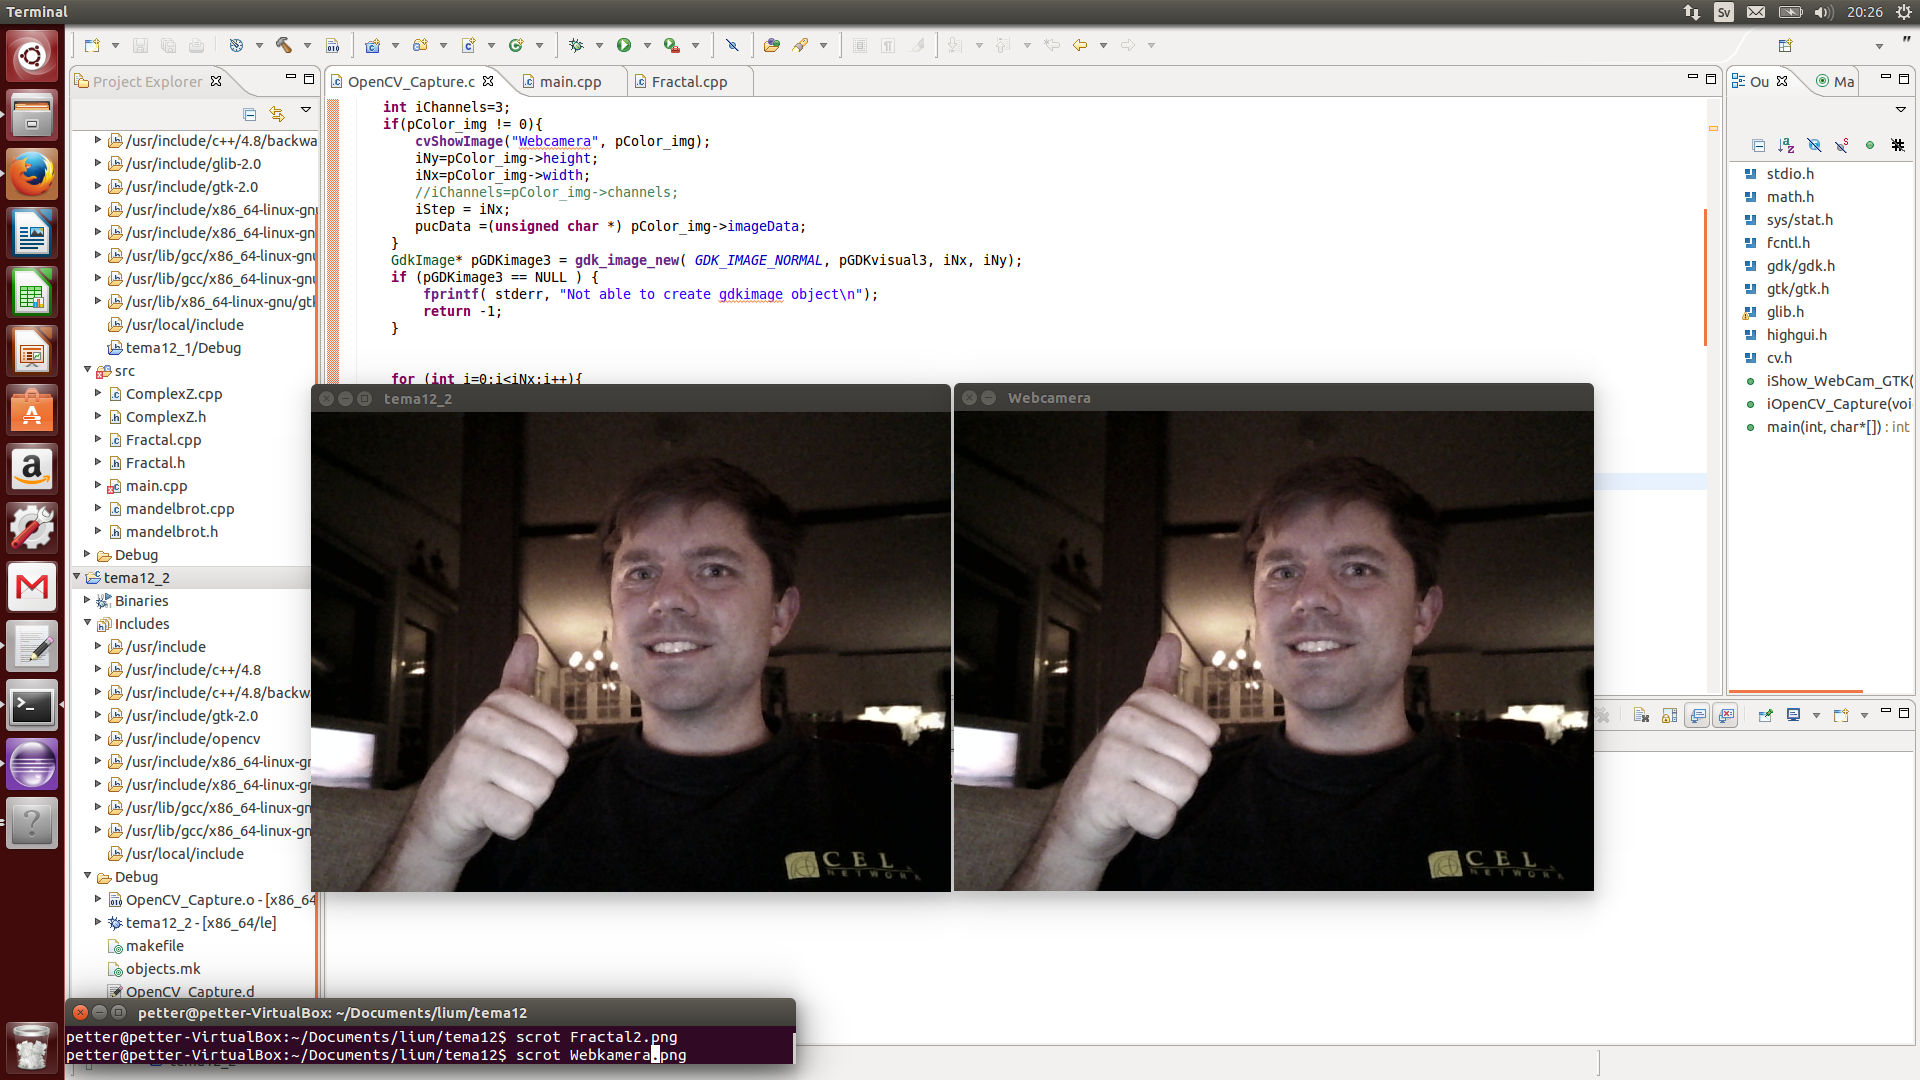 Terminal
Sv
20:26
Project Explorer
/usr/include/c++/4.8/backwa
/usr/include/glib-2.0
/usr/include/gtk-2.0
/usr/include/x86_64-linux-gnu
/usr/include/x86_64-linux-gn
/usr/lib/gcc/x86_64-linux-gnu
/usr/lib/gcc/x86_64-linux-gnu
/usr/lib/x86_64-linux-gnu/gtl
/usr/local/include
tema12_1/Debug
src
ComplexZ.cpp
ComplexZ.h
Fractal.cpp
Fractal.h
main.cpp
mandelbrot.cpp
mandelbrot.h
Debug
tema12_2
Binaries
Includes
/usr/include
/usr/include/c++/4.8
/usr/include/c++/4.8/backwa
/usr/include/gtk-2.0
/usr/include/opencv
/usr/include/x86_64-linux-gn
/usr/include/x86_64-linux-gn
/usr/lib/gcc/x86_64-linux-gn
/usr/lib/gcc/x86_64-linux-gn
/usr/local/include
Debug
OpenCV_Capture.o - [x86_64
tema12_2 - [x86_64/le]
makefile
objects.mk
OpenCV_Capture.d
OpenCV_Capture.c
main.cpp
Fractal.cpp
int iChannels=3;
if(pColor_img != 0){
cvShowImage("Webcamera", pColor_img);
iNy=pColor_img->height;
iNx=pColor_img->width;
//iChannels=pColor_img->channels;
iStep = iNx;
pucData =(unsigned char *) pColor_img->imageData;
}
GdkImage* pGDKimage3 = gdk_image_new( GDK_IMAGE_NORMAL, pGDKvisual3, iNx, iNy);
if (pGDKimage3 == NULL ) {
fprintf( stderr, "Not able to create gdkimage object\n");
return -1;
}
for (int i=0;i<iNx;i++){
tema12_2
CEL
NETWORK
Webcamera
CEL
NETWORK
Ou
Ma
stdio.h
math.h
sys/stat.h
fcntl.h
gdk/gdk.h
gtk/gtk.h
glib.h
highgui.h
cv.h
iShow_WebCam_GTK(
iOpenCV_Capture(voi
main(int, char*[]) : int
petter@petter-VirtualBox: ~/Documents/lium/tema12
petter@petter-VirtualBox:~/Documents/lium/tema12$ scrot Fractal2.png
petter@petter-VirtualBox:~/Documents/lium/tema12$ scrot Webkamera.png